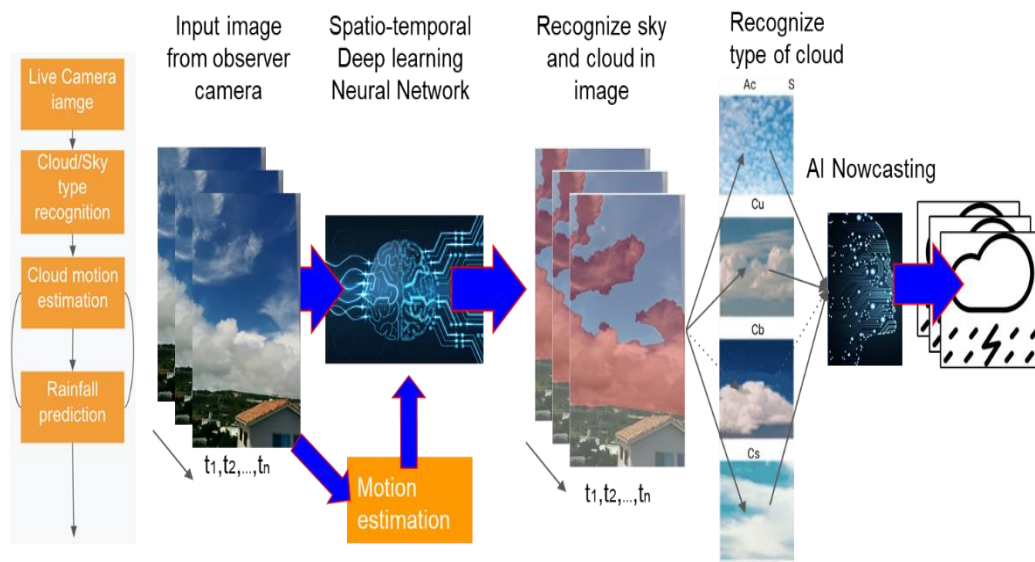 Live Camera
iamge
Cloud/Sky
type
recognition
Cloud motion
estimation
Rainfall
prediction
Input image
from observer
camera
t1,t2,...,tn
Spatio-temporal
Deep learning
Neural Network
Motion
estimation
Recognize sky
and cloud in
image
t1,t2,...,tn
Recognize
type of cloud
Ac S
Cu
Cb
Cs
AI Nowcasting